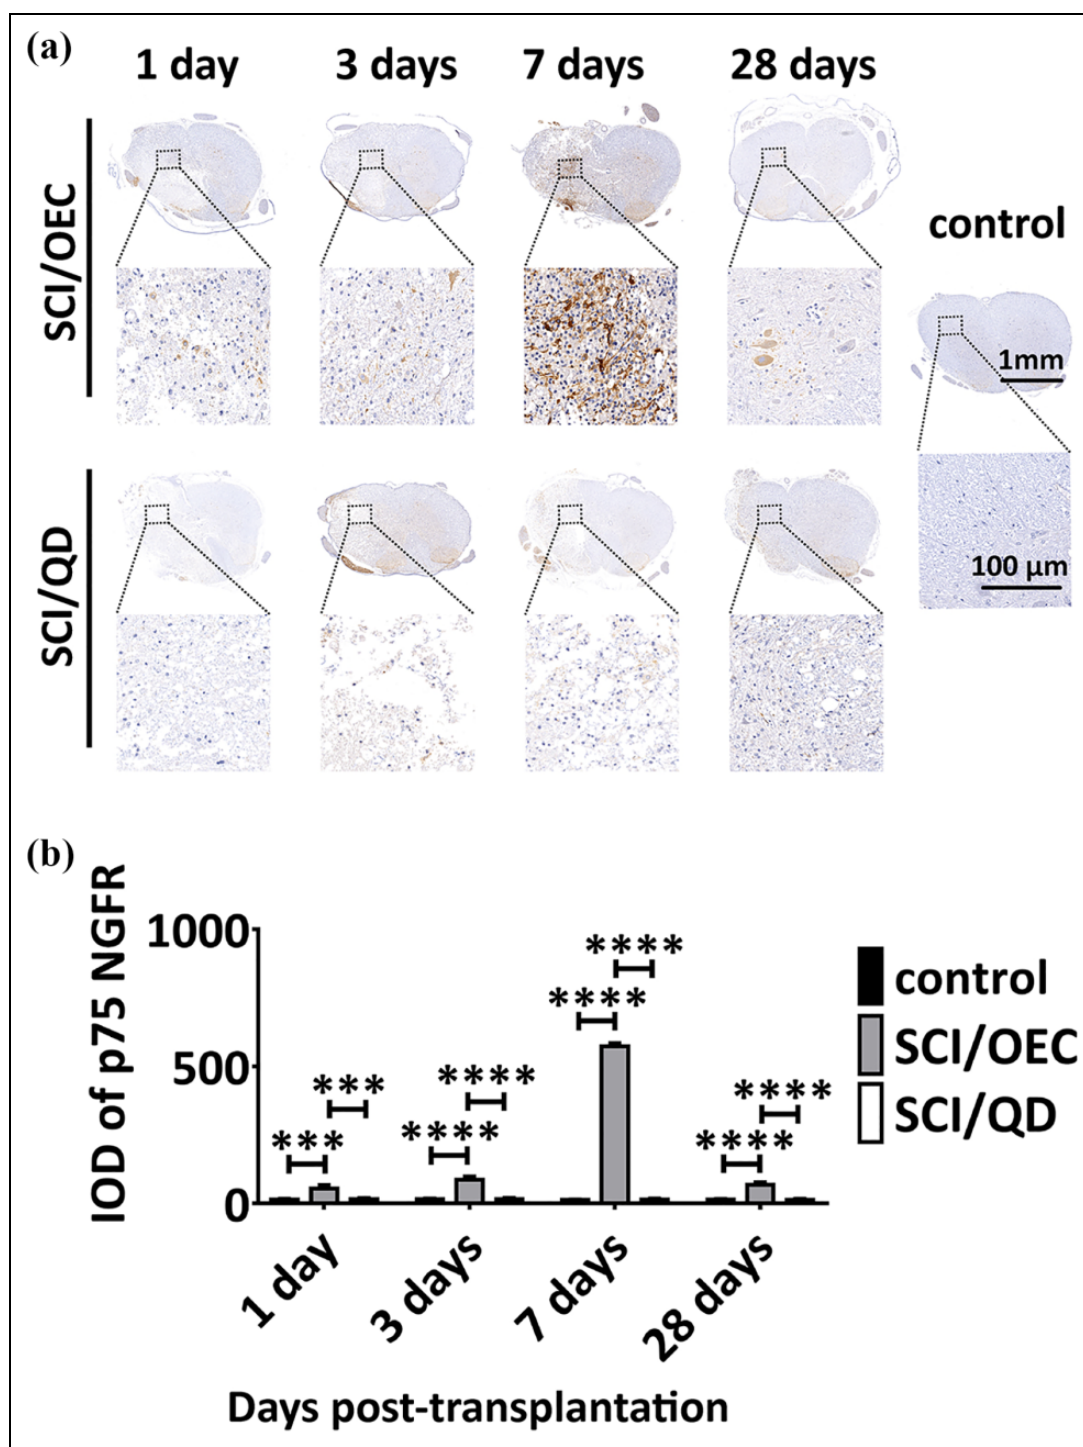 (a)
1 day 3 days 7 days 28 days
SCI/OEC
control
1mm
100 µm
SCI/QD
(b)
IOD of p75 NGFR
1000
500
0
*** ***
**** ****
**** ****
**** ****
control
SCI/OEC
SCI/QD
1 day 3 days 7 days 28 days
Days post-transplantation